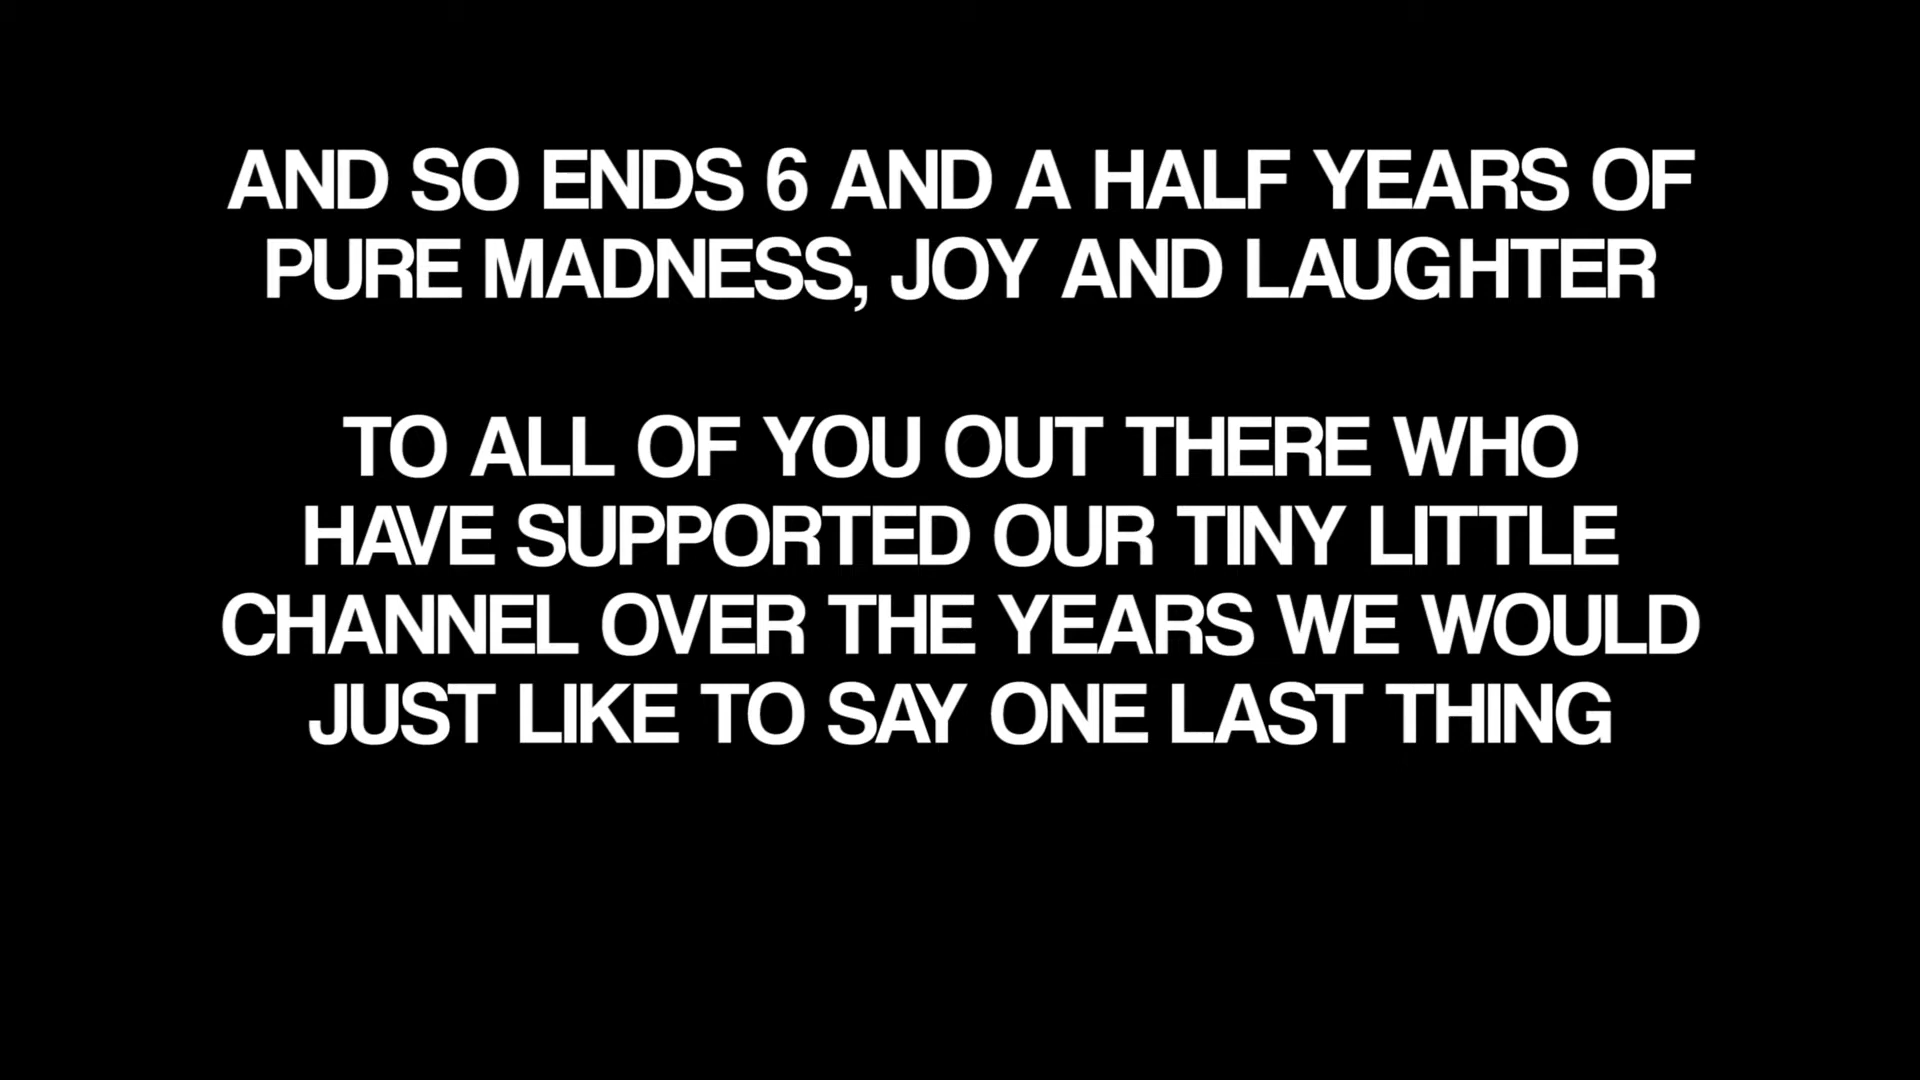 AND SO ENDS 6 AND A HALF YEARS OF
PURE MADNESS, JOY AND LAUGHTER
TO ALL OF YOU OUT THERE WHO
HAVE SUPPORTED OUR TINY LITTLE
CHANNEL OVER THE YEARS WE WOULD
JUST LIKE TO SAY ONE LAST THING